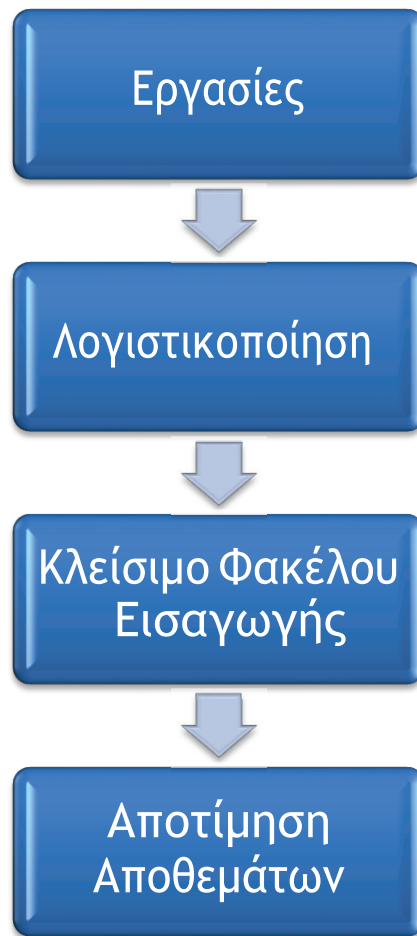 Εργασίες
Λογιστικοποίηση
Κλείσιμο Φακέλου
Εισαγωγής
Αποτίμηση
Αποθεμάτων